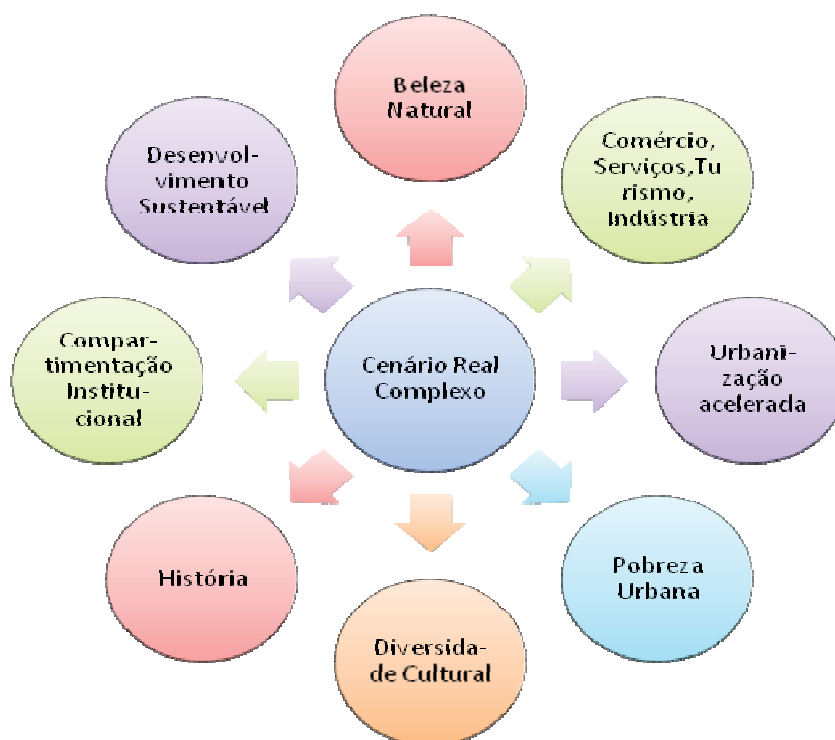 Beleza
Natural
Comércio,
Serviços,Tu
rismo,
Indústria
Urbani-
zação
acelerada
Pobreza
Urbana
Diversida-
de Cultural
História
Compar-
timentação
Institu-
cional
Desenvol-
vimento
Sustentável
Cenário Real
Complexo